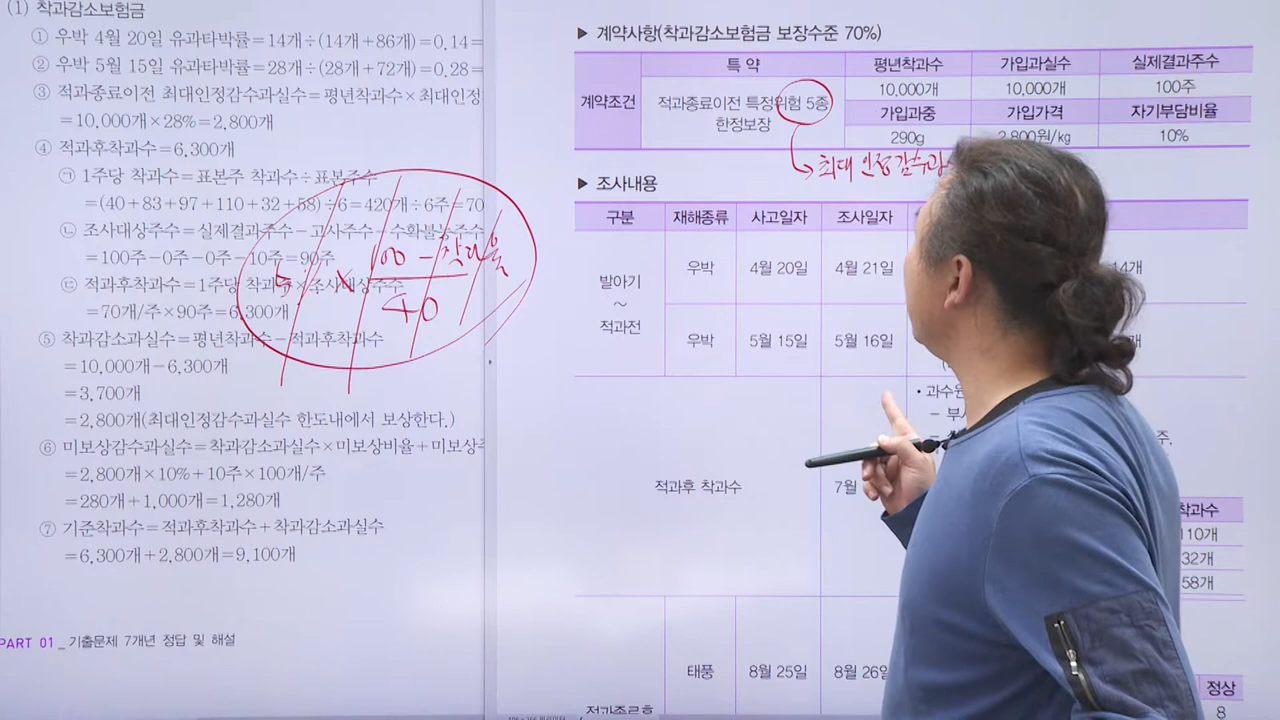 (1) 착과감소보험금
① 우박 4월 20일 유과타박률=14개÷(14개+86개)=0.14=
② 우박 5월 15일 유과타박률=28개÷(28개+72개)=0.28=
③ 적과종료이전 최대인정감수과실수=평년착과수×최대인정
=10,000개×28%=2,800개
④ 적과후착과수=6,300개
㉠ 1주당 착과수=표본주 착과수÷표본주수
=(40+83+97+110+32+58)÷6=420개÷6주=70
㉡ 조사대상주수=실제결과주수-고사주수-수확불능주수
=100주-0주-0주-10주=90주
㉢ 적과후착과수=1주당 착과수×조사대상주수
=70개/주×90주=6,300개
⑤ 착과감소과실수=평년착과수-적과후착과수
=10,000개-6,300개
=3,700개
=2,800개(최대인정감수과실수 한도내에서 보상한다.)
⑥ 미보상감수과실수=착과감소과실수×미보상비율+미보상주
=2,800개×10%+10주×100개/주
=280개+1,000개=1,280개
⑦ 기준착과수=적과후착과수+착과감소과실수
=6,300개+2,800개=9,100개
PART 01 _ 기출문제 7개년 정답 및 해설
5 × 100 - 착과율
40
▶ 계약사항(착과감소보험금 보장수준 70%)
특 약 평년착과수 가입과실수 실제결과주수
계약조건 적과종료이전 특정위험 5종 한정보장 10,000개 10,000개 100주
가입과중 가입가격 자기부담비율
290g 2,800원/kg 10%
최대 인정감수과
▶ 조사내용
구분 재해종류 사고일자 조사일자
발아기 ~ 적과전 우박 4월 20일 4월 21일 14개
우박 5월 15일 5월 16일 개
적과후 착과수 7월
• 과수원
주.
착과수
110개
32개
58개
태풍 8월 25일 8월 26일
정상
8
적과종료후